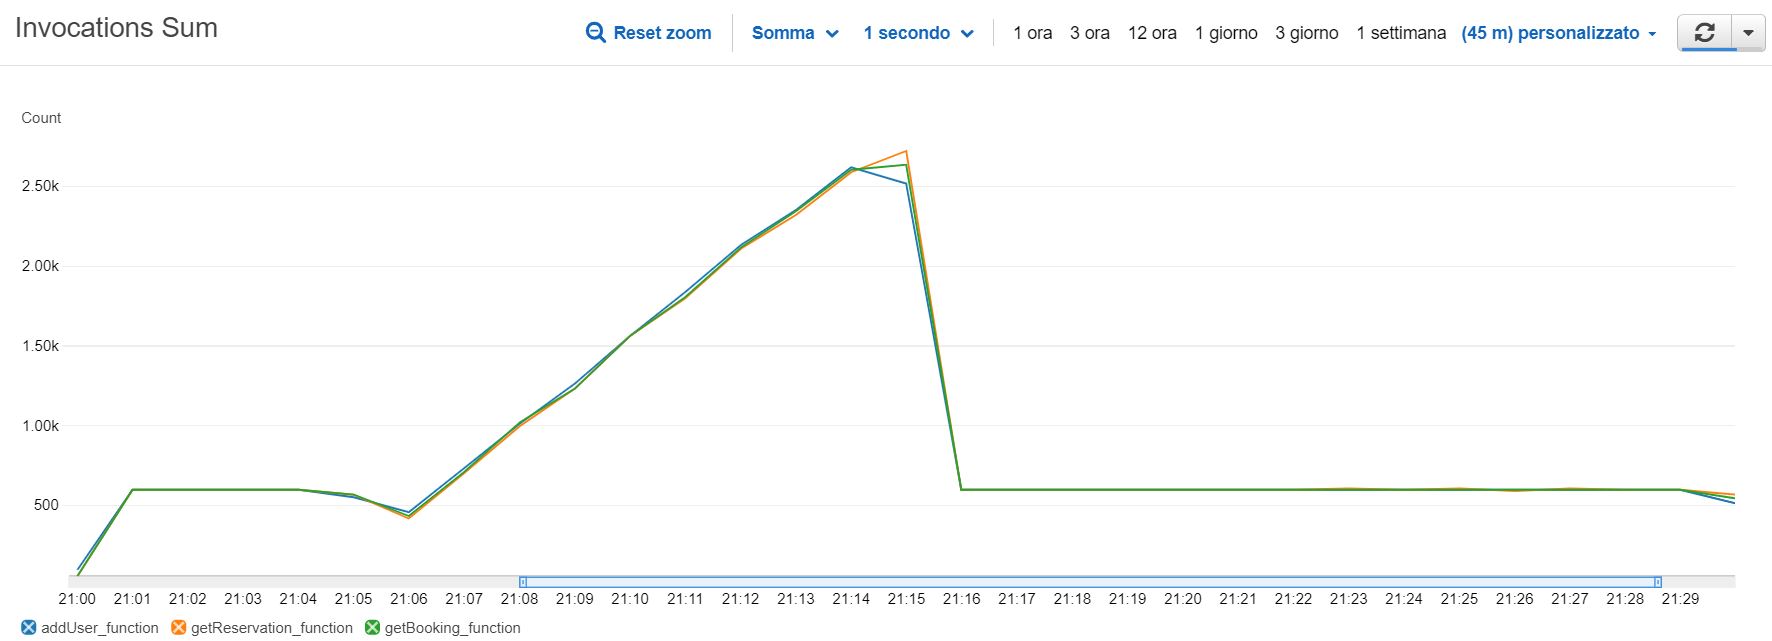 Invocations Sum
Reset zoom Somma 1 secondo 1 ora 3 ora 12 ora 1 giorno 3 giorno 1 settimana (45 m) personalizzato
Count
2.50k
2.00k
1.50k
1.00k
500
21:00 21:01 21:02 21:03 21:04 21:05 21:06 21:07 21:08 21:09 21:10 21:11 21:12 21:13 21:14 21:15 21:16 21:17 21:18 21:19 21:20 21:21 21:22 21:23 21:24 21:25 21:26 21:27 21:28 21:29
addUser_function getReservation_function getBooking_function